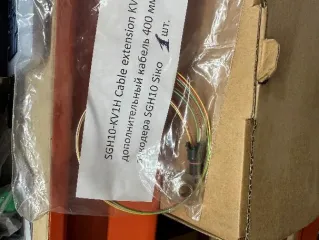 SGH10-KV1H Cable extension KV
дополнительный кабель 400 мм
кодера SGH10 Siko 1 шт.